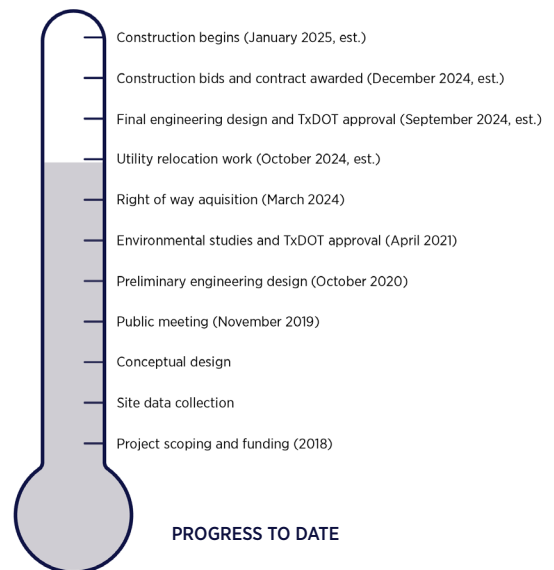 Construction begins (January 2025, est.)
Construction bids and contract awarded (December 2024, est.)
Final engineering design and TxDOT approval (September 2024, est.)
Utility relocation work (October 2024, est.)
Right of way aquisition (March 2024)
Environmental studies and TxDOT approval (April 2021)
Preliminary engineering design (October 2020)
Public meeting (November 2019)
Conceptual design
Site data collection
Project scoping and funding (2018)
PROGRESS TO DATE